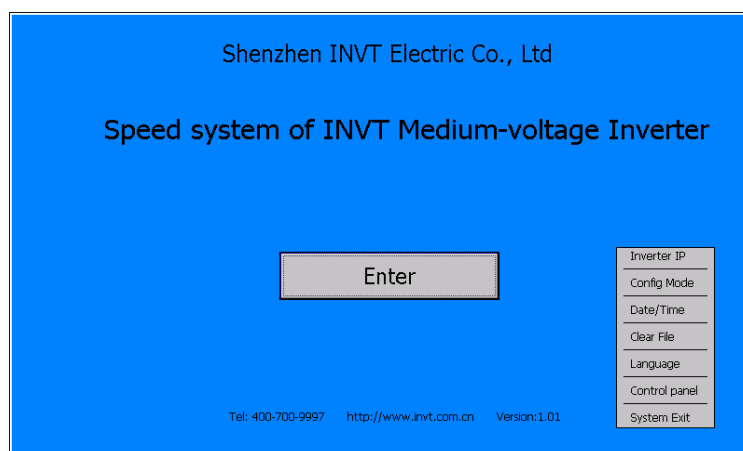 Shenzhen INVT Electric Co., Ltd
Speed system of INVT Medium-voltage Inverter
Enter
Inverter IP
Config Mode
Date/Time
Clear File
Language
Control panel
System Exit
Tel: 400-700-9997 http://www.invt.com.cn Version:1.01